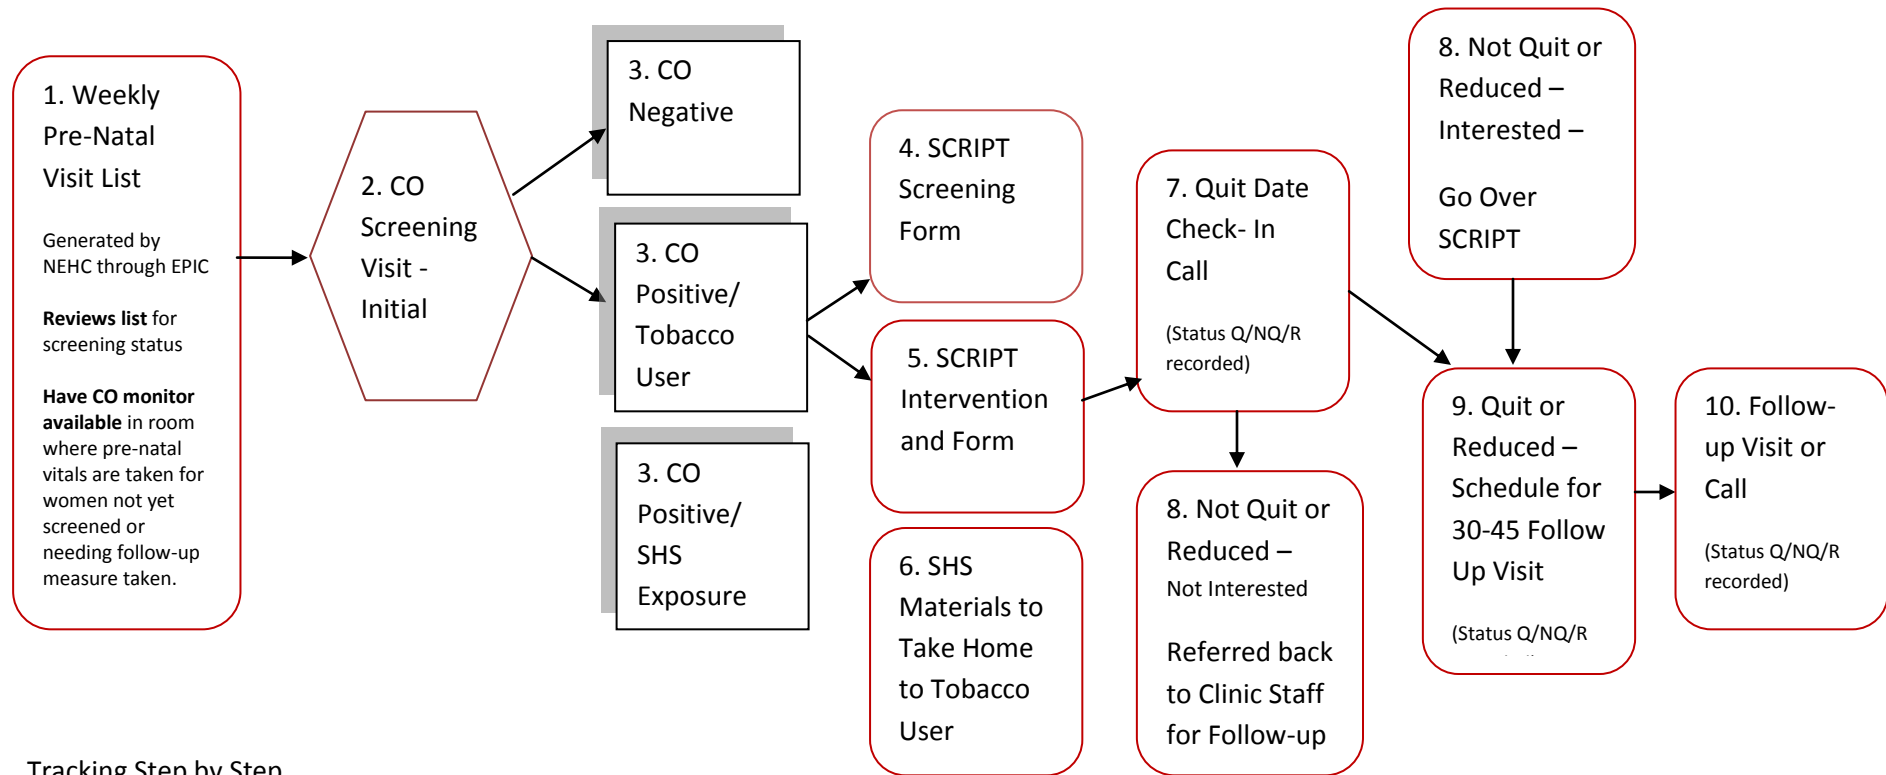 1. Weekly
Pre-Natal
Visit List
Generated by
NEHC through EPIC
Reviews list for
screening status
Have CO monitor
available in room
where pre-natal
vitals are taken for
women not yet
screened or
needing follow-up
measure taken.
2. CO
Screening
Visit -
Initial
3. CO
Negative
3. CO
Positive/
Tobacco
User
3. CO
Positive/
SHS
Exposure
4. SCRIPT
Screening
Form
5. SCRIPT
Intervention
and Form
6. SHS
Materials to
Take Home
to Tobacco
User
7. Quit Date
Check- In
Call
(Status Q/NQ/R
recorded)
8. Not Quit or
Reduced –
Not Interested
Referred back
to Clinic Staff
for Follow-up
8. Not Quit or
Reduced –
Interested –
Go Over
SCRIPT
9. Quit or
Reduced –
Schedule for
30-45 Follow
Up Visit
(Status Q/NQ/R
10. Follow-
up Visit or
Call
(Status Q/NQ/R
recorded)
Tracking Step by Step